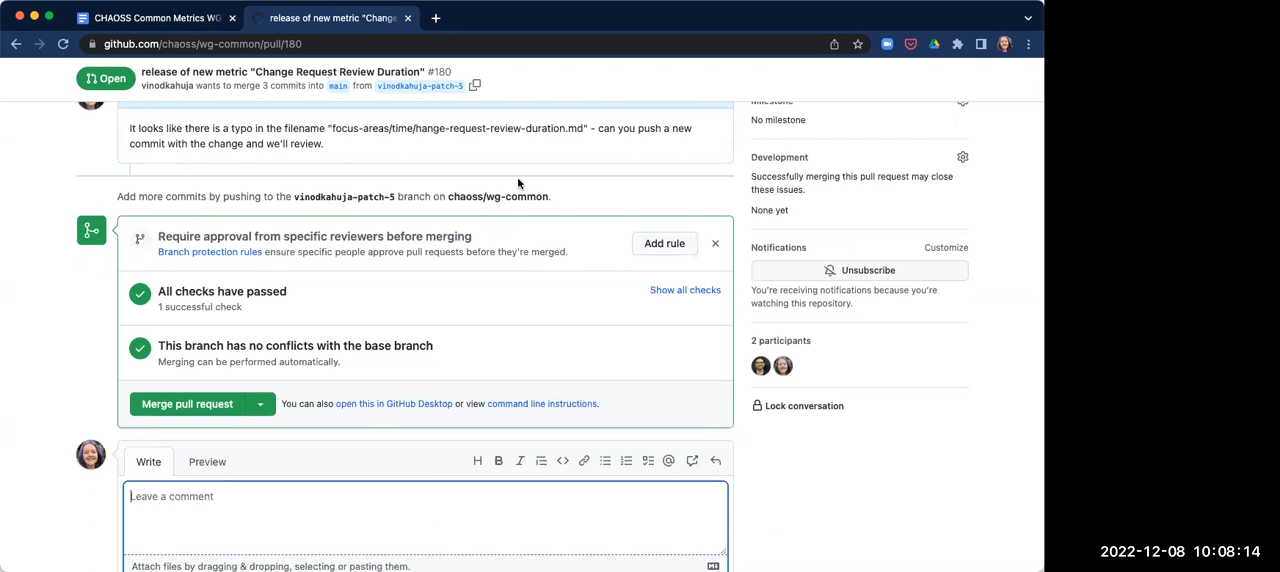 CHAOSS Common Metrics WG
release of new metric "Change
github.com/chaoss/wg-common/pull/180
Open
release of new metric "Change Request Review Duration" #180
vinodkahuja wants to merge 3 commits into main from vinodkahuja-patch-5
It looks like there is a typo in the filename "focus-areas/time/hange-request-review-duration.md" - can you push a new
commit with the change and we'll review.
Add more commits by pushing to the vinodkahuja-patch-5 branch on chaoss/wg-common.
Require approval from specific reviewers before merging
Branch protection rules ensure specific people approve pull requests before they're merged.
Add rule
All checks have passed
1 successful check
Show all checks
This branch has no conflicts with the base branch
Merging can be performed automatically.
Merge pull request
You can also open this in GitHub Desktop or view command line instructions.
Write
Preview
Leave a comment
Attach files by dragging & dropping, selecting or pasting them.
Milestone
No milestone
Development
Successfully merging this pull request may close
these issues.
None yet
Notifications
Customize
Unsubscribe
You're receiving notifications because you're
watching this repository.
2 participants
Lock conversation
2022-12-08 10:08:14